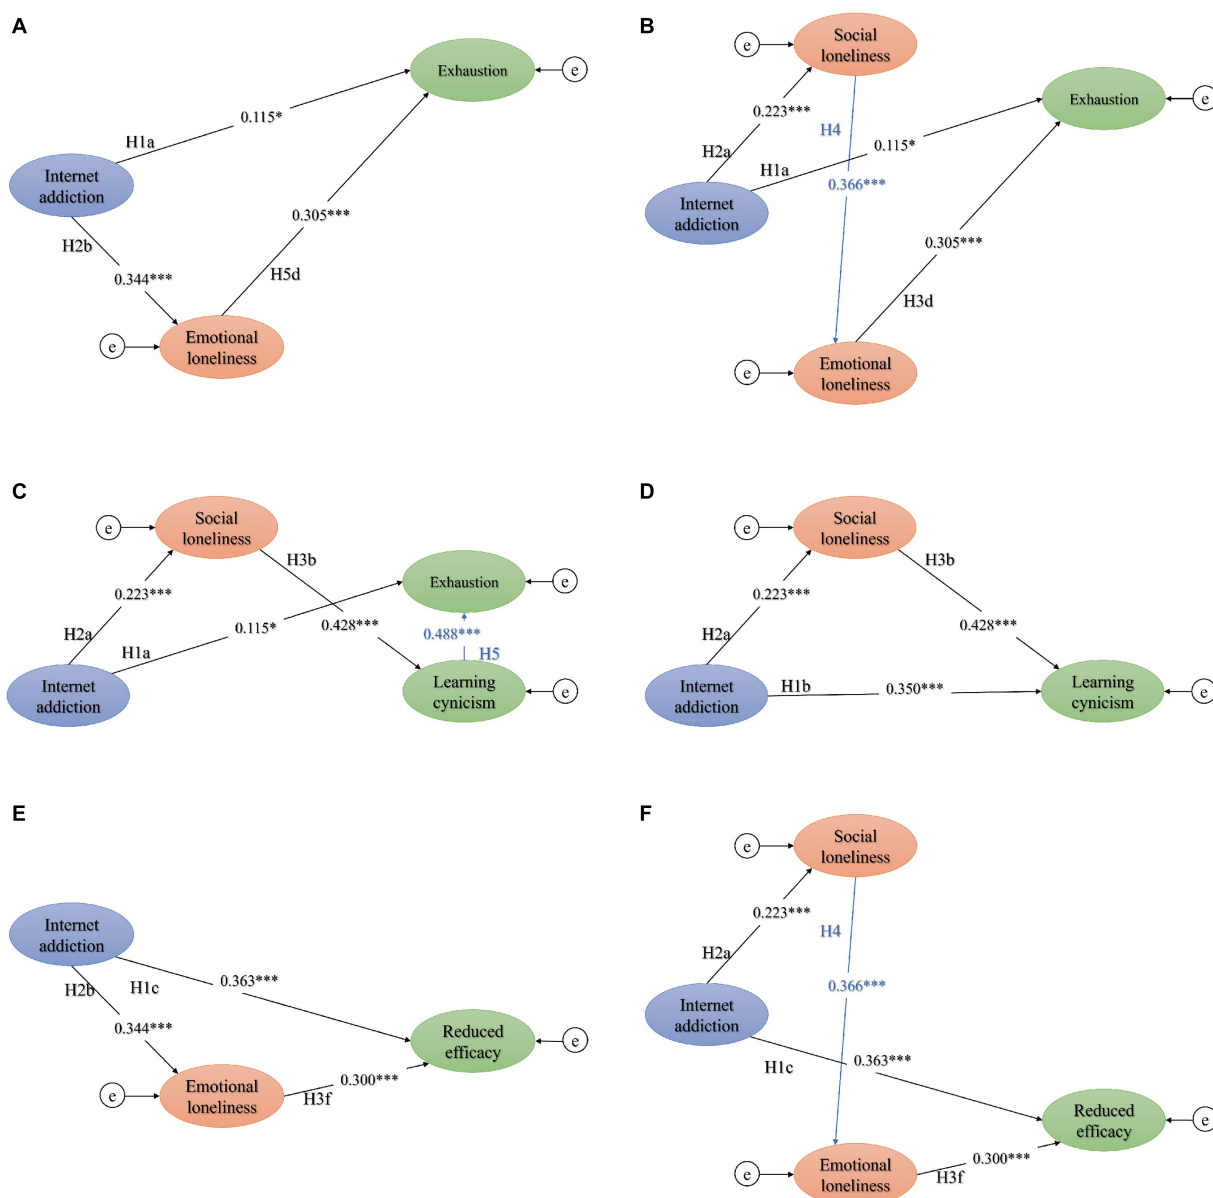 A
Exhaustion
e
0.115*
H1a
Internet
addiction
0.305***
H2b
0.344***
H5d
e
Emotional
loneliness
B
e
Social
loneliness
Exhaustion
e
0.223***
H4
0.115*
H2a
H1a
0.366***
Internet
addiction
0.305***
H3d
e
Emotional
loneliness
C
e
Social
loneliness
H3b
Exhaustion
e
0.223***
0.428***
0.115*
0.488***
H2a
H1a
H5
Internet
addiction
Learning
cynicism
e
D
e
Social
loneliness
H3b
0.223***
0.428***
H2a
Internet
addiction
H1b
0.350***
Learning
cynicism
e
E
Internet
addiction
H2b
H1c
0.363***
0.344***
Reduced
efficacy
e
e
Emotional
loneliness
0.300***
H3f
F
e
Social
loneliness
0.223***
H4
H2a
0.366***
Internet
addiction
0.363***
H1c
Reduced
efficacy
e
0.300***
H3f
e
Emotional
loneliness